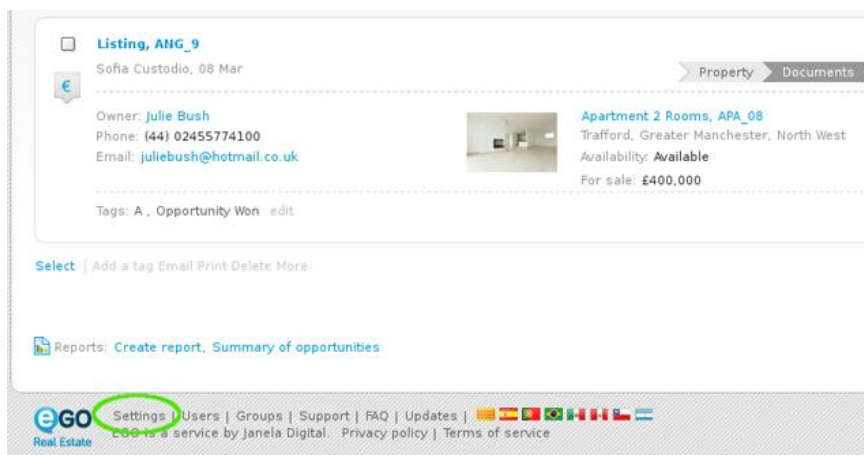 Listing, ANG_9
Sofia Custodio, 08 Mar
Property Documents
€
Owner: Julie Bush
Phone: (44) 02455774100
Email: juliebush@hotmail.co.uk
Apartment 2 Rooms, APA_08
Trafford, Greater Manchester, North West
Availability: Available
For sale: £400,000
Tags: A , Opportunity Won edit
Select | Add a tag Email Print Delete More
Reports: Create report, Summary of opportunities
eGO Real Estate
Settings | Users | Groups | Support | FAQ | Updates |
EGO is a service by Janela Digital. Privacy policy | Terms of service